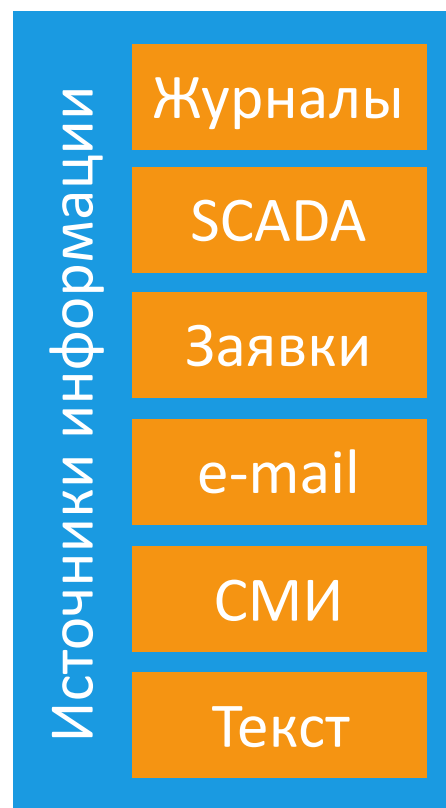 Источники информации
Журналы
SCADA
Заявки
e-mail
СМИ
Текст